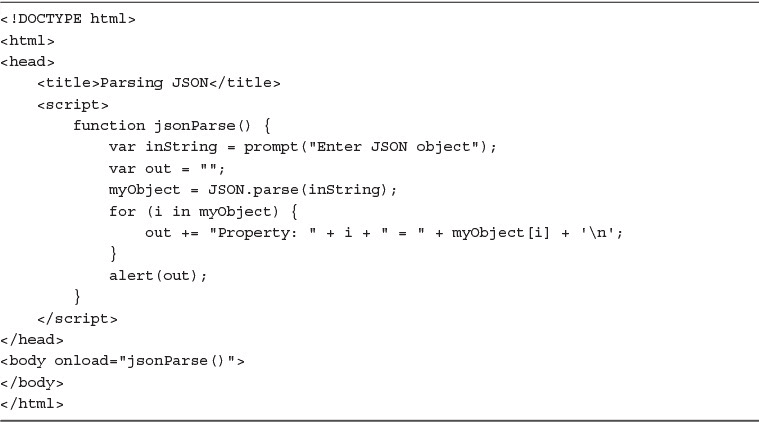 <!DOCTYPE html>
<html>
<head>
    <title>Parsing JSON</title>
    <script>
        function jsonParse() {
            var inString = prompt("Enter JSON object");
            var out = "";
            myObject = JSON.parse(inString);
            for (i in myObject) {
                out += "Property: " + i + " = " + myObject[i] + '\n';
            }
            alert(out);
        }
    </script>
</head>
<body onload="jsonParse()">
</body>
</html>